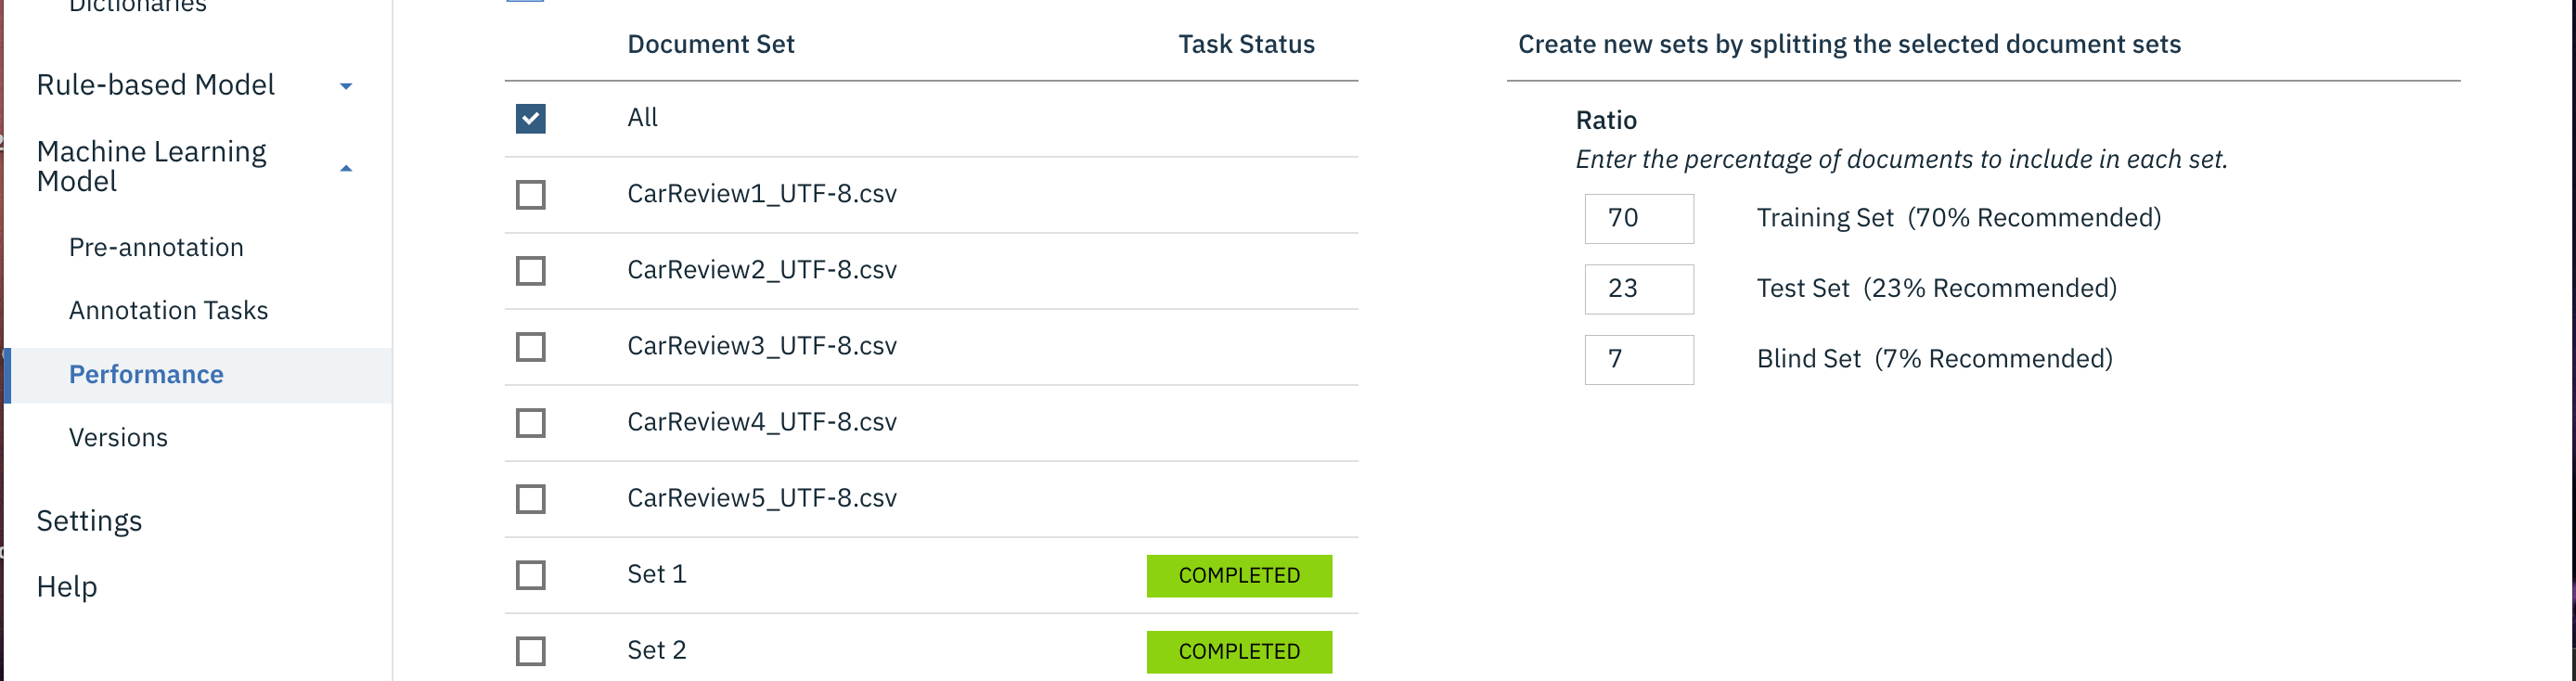 Dictionaries
Rule-based Model
Machine Learning
Model
Pre-annotation
Annotation Tasks
Performance
Versions
Settings
Help
Document Set Task Status
All
CarReview1_UTF-8.csv
CarReview2_UTF-8.csv
CarReview3_UTF-8.csv
CarReview4_UTF-8.csv
CarReview5_UTF-8.csv
Set 1 COMPLETED
Set 2 COMPLETED
Create new sets by splitting the selected document sets
Ratio
Enter the percentage of documents to include in each set.
70 Training Set (70% Recommended)
23 Test Set (23% Recommended)
7 Blind Set (7% Recommended)